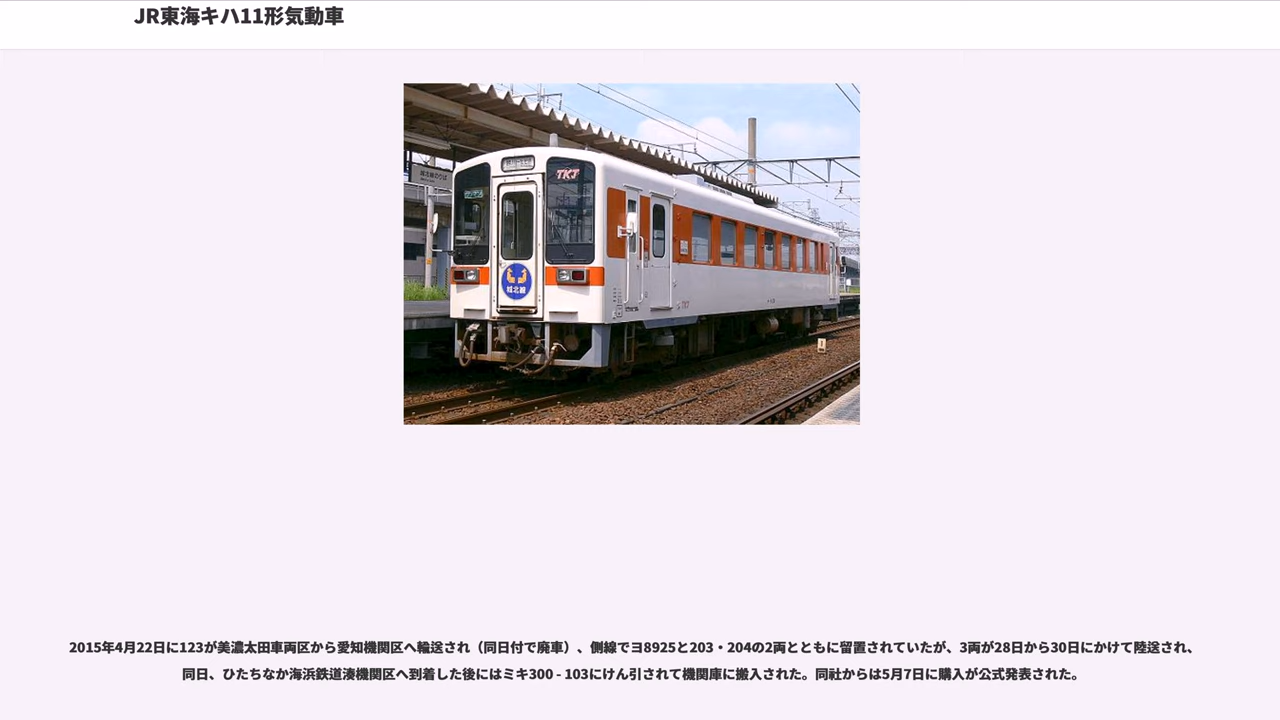 JR東海キハ11形気動車
城北線のりば
TKJ
城北線
TKJ
2015年4月22日に123が美濃太田車両区から愛知機関区へ輸送され（同日付で廃車）、側線でヨ8925と203・204の2両とともに留置されていたが、3両が28日から30日にかけて陸送され、
同日、ひたちなか海浜鉄道湊機関区へ到着した後にはミキ300 - 103にけん引されて機関庫に搬入された。同社からは5月7日に購入が公式発表された。